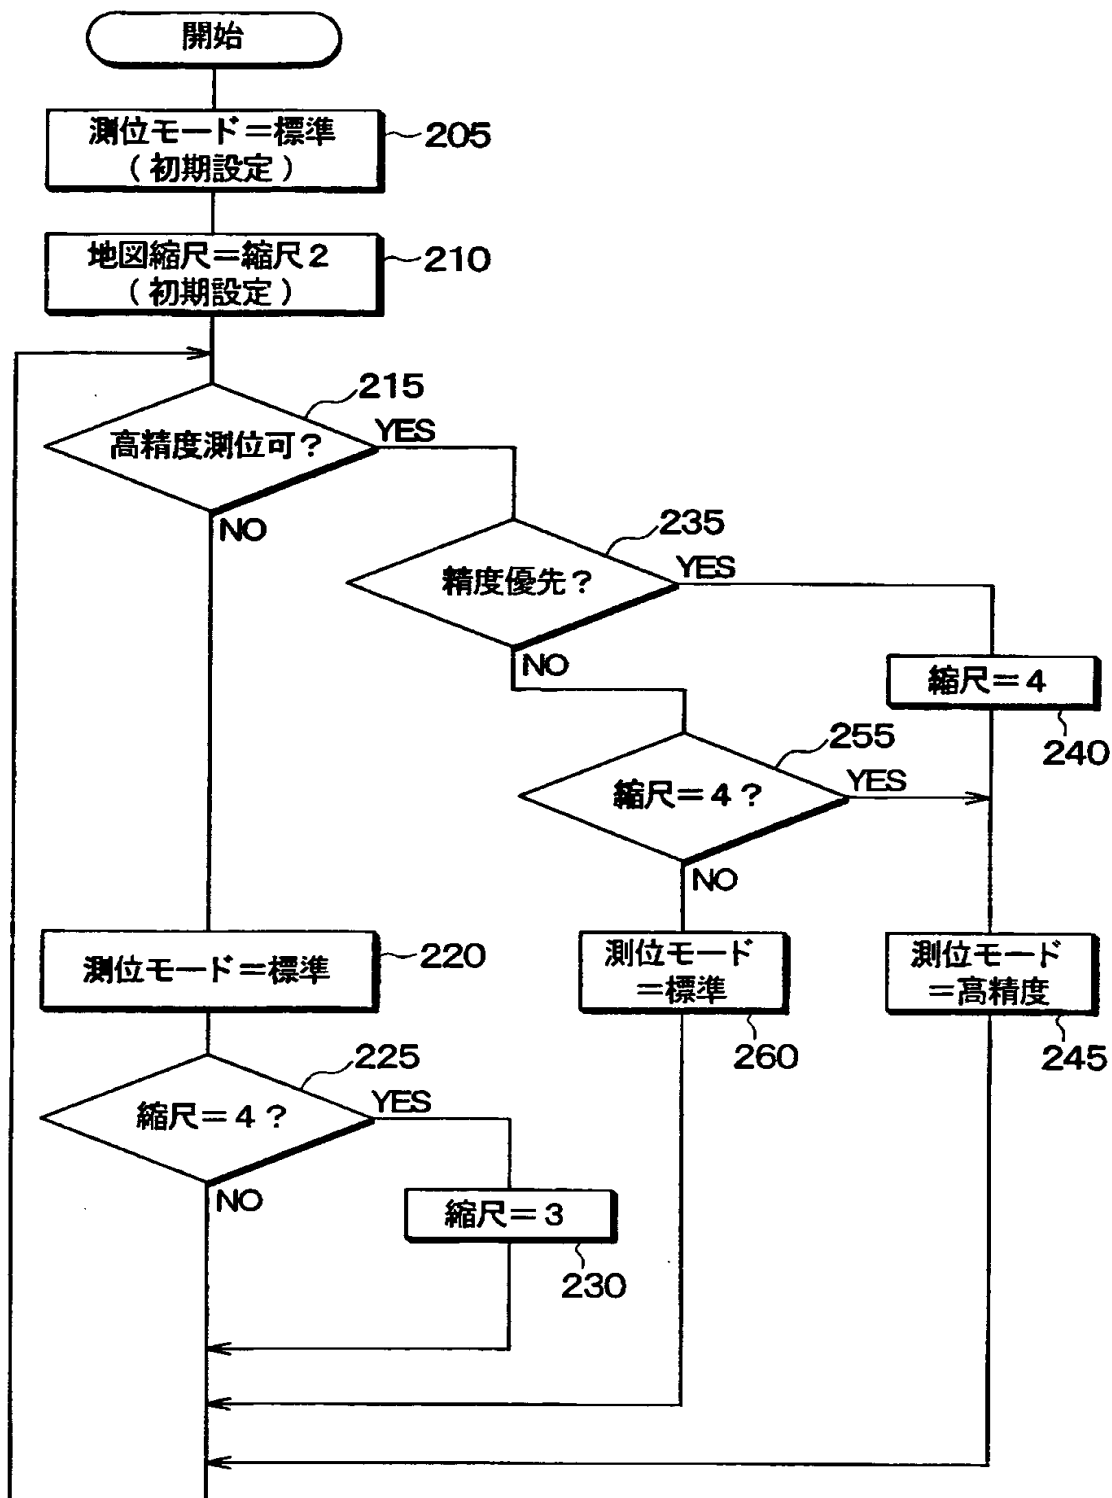 開始
測位モード＝標準
（初期設定）
205
地図縮尺＝縮尺２
（初期設定）
210
215
高精度測位可？
YES
NO
235
精度優先？
YES
NO
縮尺＝４
240
255
縮尺＝４？
YES
NO
測位モード＝標準
220
測位モード
＝標準
260
測位モード
＝高精度
245
225
縮尺＝４？
YES
NO
縮尺＝３
230